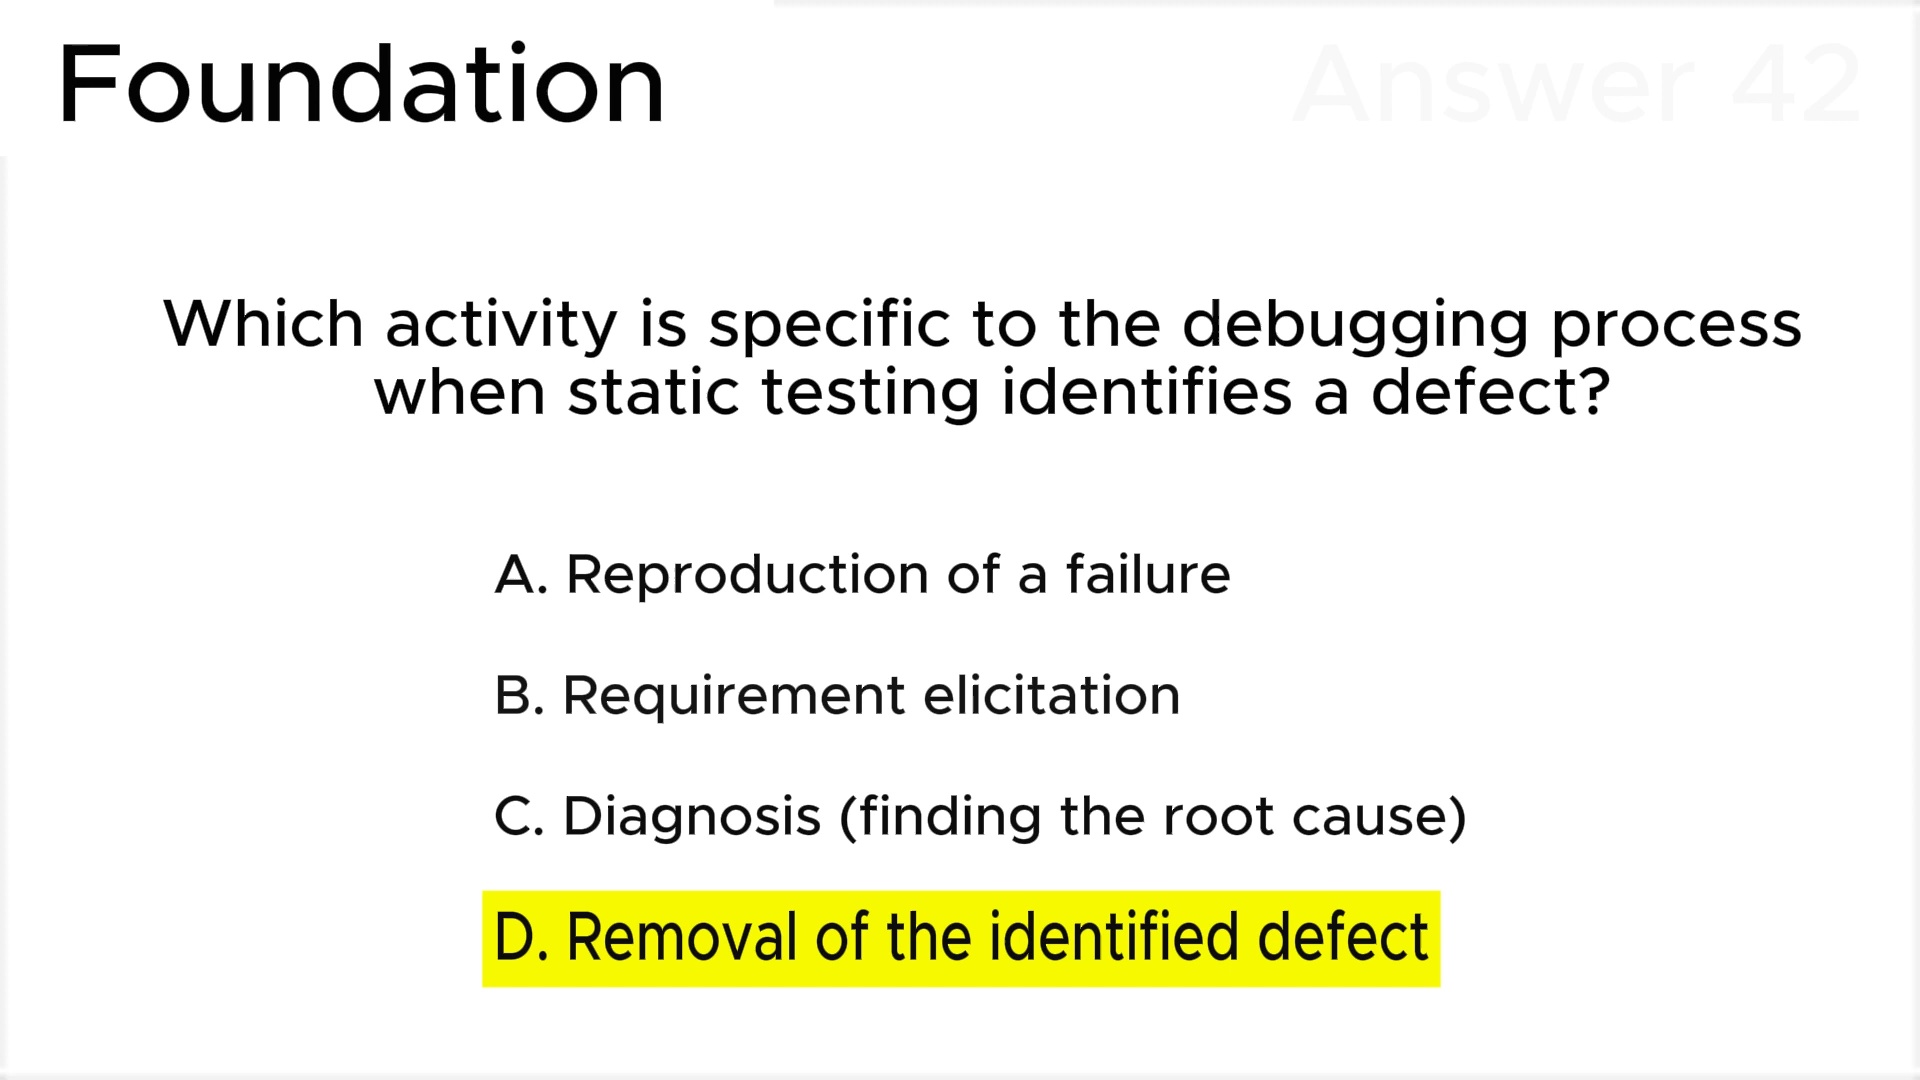 Foundation
Answer 42
Which activity is specific to the debugging process
when static testing identifies a defect?
A. Reproduction of a failure
B. Requirement elicitation
C. Diagnosis (finding the root cause)
D. Removal of the identified defect